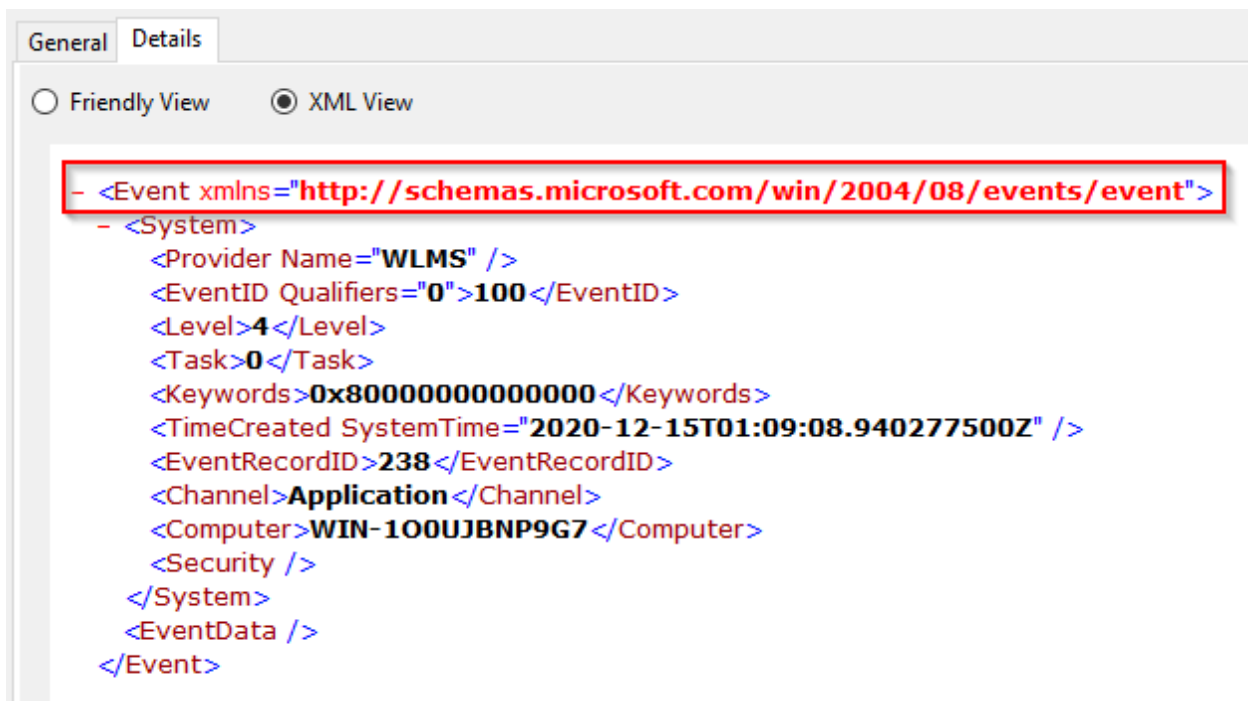 General Details
Friendly View XML View
- <Event xmlns="http://schemas.microsoft.com/win/2004/08/events/event">
- <System>
<Provider Name="WLMS" />
<EventID Qualifiers="0">100</EventID>
<Level>4</Level>
<Task>0</Task>
<Keywords>0x80000000000000</Keywords>
<TimeCreated SystemTime="2020-12-15T01:09:08.940277500Z" />
<EventRecordID>238</EventRecordID>
<Channel>Application</Channel>
<Computer>WIN-1O0UJBNP9G7</Computer>
<Security />
</System>
<EventData />
</Event>